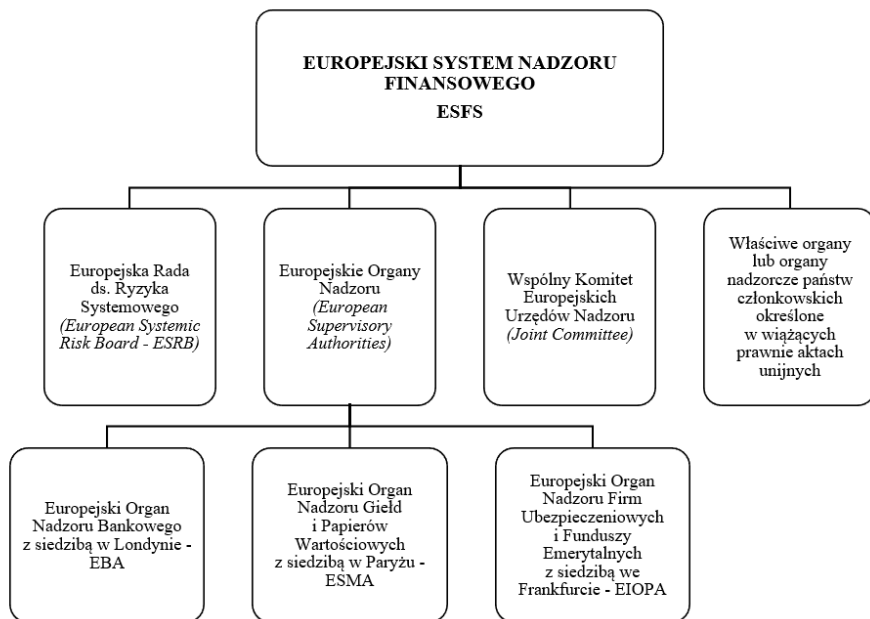 EUROPEJSKI SYSTEM NADZORU
FINANSOWEGO
ESFS
Europejska Rada
ds. Ryzyka
Systemowego
(European Systemic
Risk Board - ESRB)
Europejskie Organy
Nadzoru
(European
Supervisory
Authorities)
Wspólny Komitet
Europejskich
Urzędów Nadzoru
(Joint Committee)
Właściwe organy
lub organy
nadzorcze państw
członkowskich
określone
w wiążących
prawnie aktach
unijnych
Europejski Organ
Nadzoru Bankowego
z siedzibą w Londynie -
EBA
Europejski Organ
Nadzoru Giełd
i Papierów
Wartościowych
z siedzibą w Paryżu -
ESMA
Europejski Organ
Nadzoru Firm
Ubezpieczeniowych
i Funduszy
Emerytalnych
z siedzibą we
Frankfurcie - EIOPA